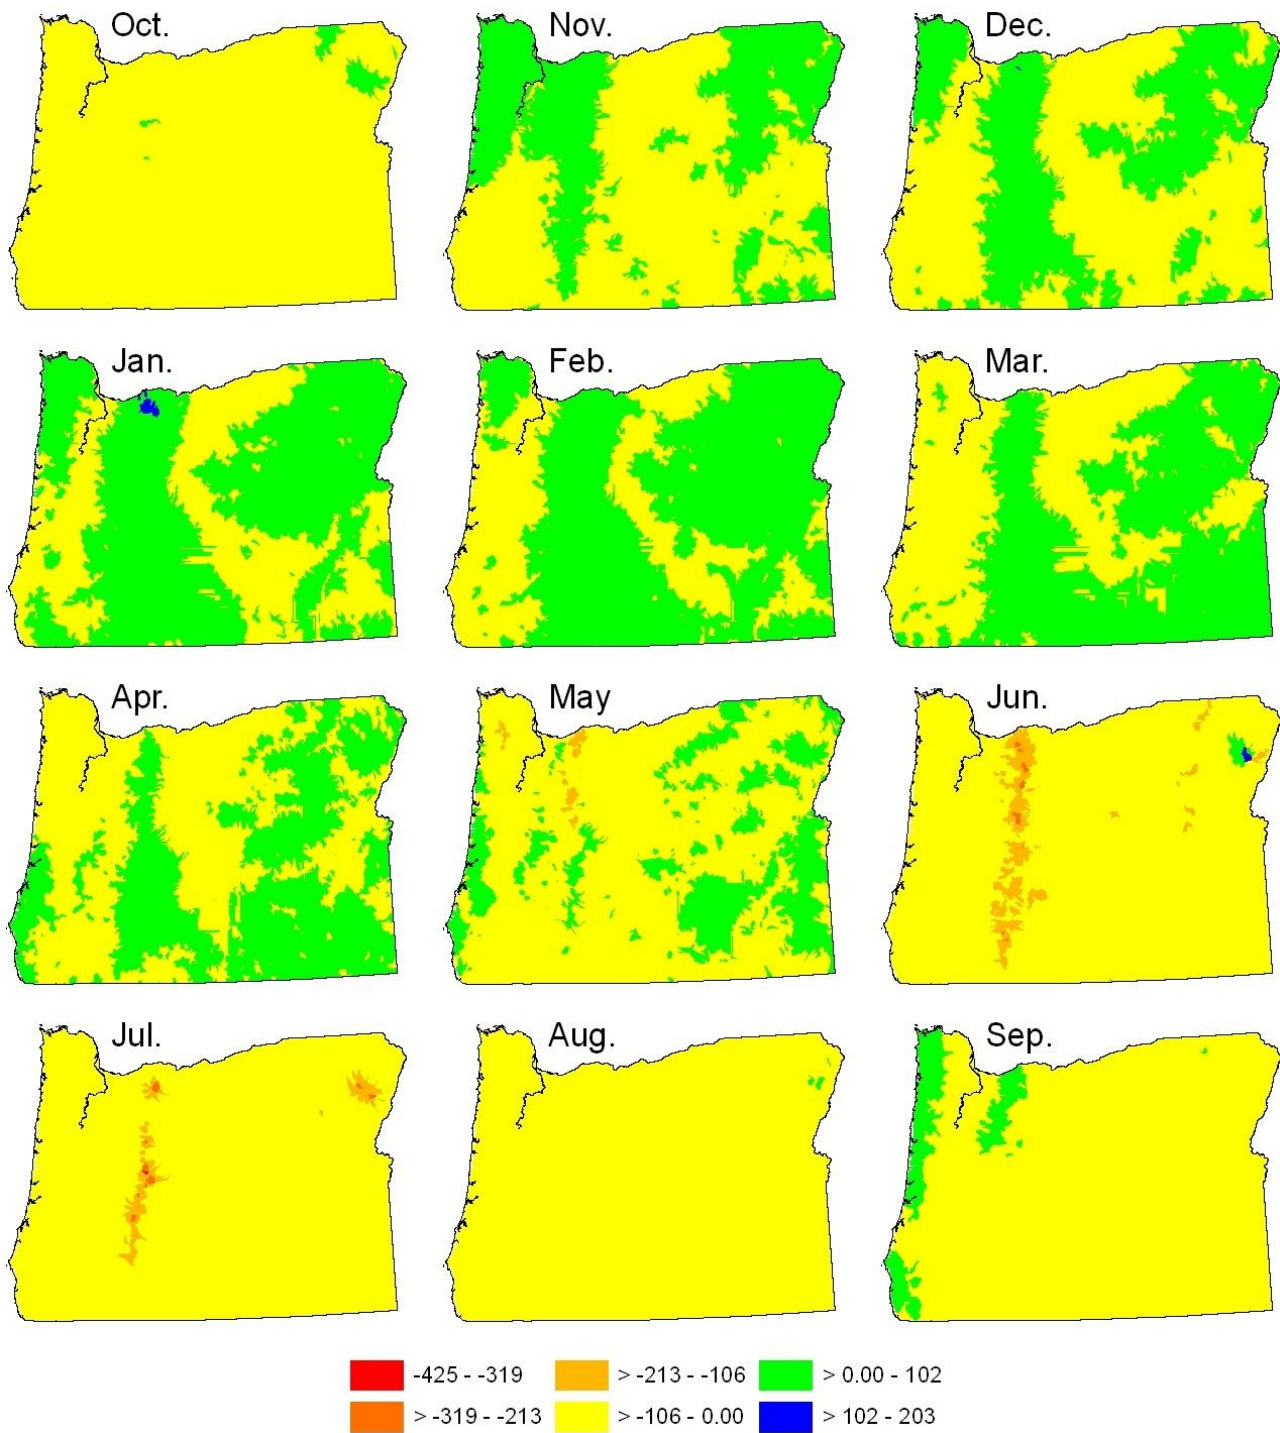 Oct.
Nov.
Dec.
Jan.
Feb.
Mar.
Apr.
May
Jun.
Jul.
Aug.
Sep.
-425 - -319
> -213 - -106
> 0.00 - 102
> -319 - -213
> -106 - 0.00
> 102 - 203